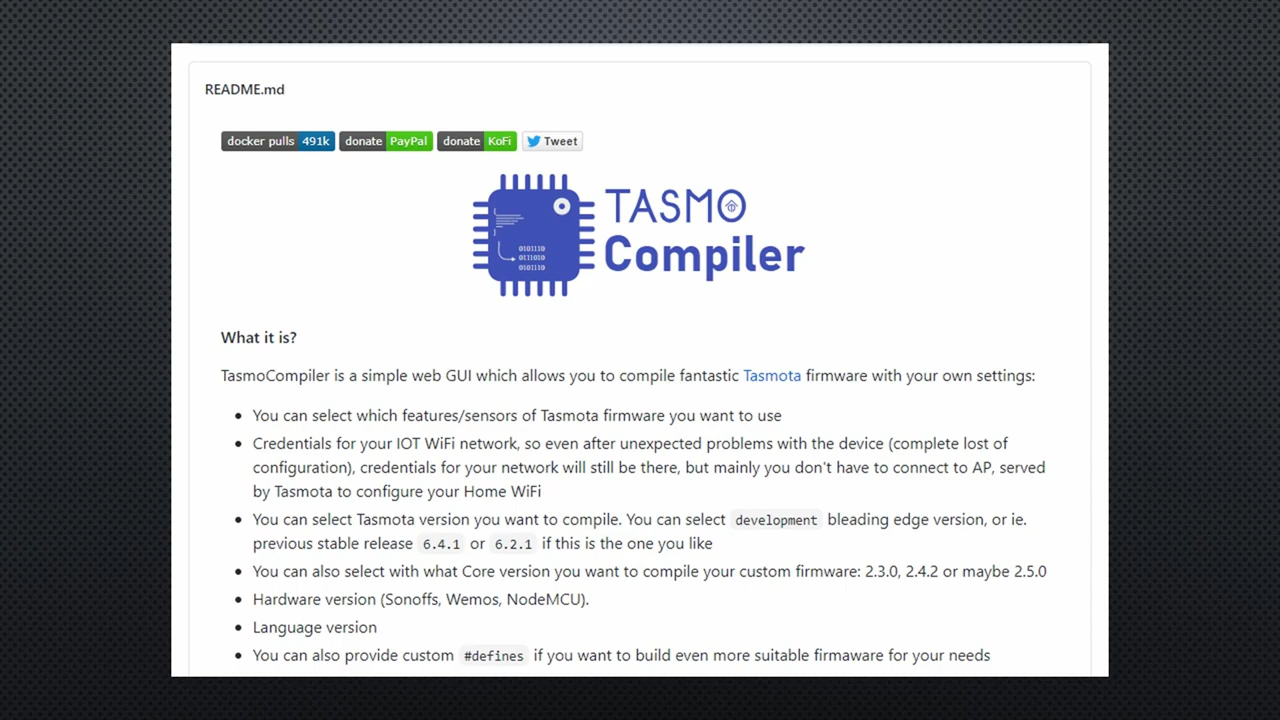 README.md
docker pulls 491k donate PayPal donate KoFi Tweet
TASMO
Compiler
0101110
0111010
0101110
What it is?
TasmoCompiler is a simple web GUI which allows you to compile fantastic Tasmota firmware with your own settings:
• You can select which features/sensors of Tasmota firmware you want to use
• Credentials for your IOT WiFi network, so even after unexpected problems with the device (complete lost of
configuration), credentials for your network will still be there, but mainly you don't have to connect to AP, served
by Tasmota to configure your Home WiFi
• You can select Tasmota version you want to compile. You can select development bleading edge version, or ie.
previous stable release 6.4.1 or 6.2.1 if this is the one you like
• You can also select with what Core version you want to compile your custom firmware: 2.3.0, 2.4.2 or maybe 2.5.0
• Hardware version (Sonoffs, Wemos, NodeMCU).
• Language version
• You can also provide custom #defines if you want to build even more suitable firmaware for your needs